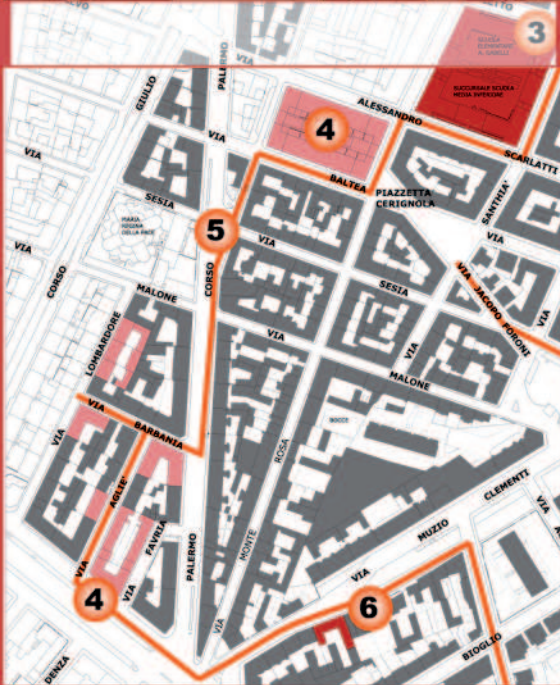 3
SCUOLA
ELEMENTARE
A. GABELLI
SUCCURSALE SCUOLA
MEDIA INFERIORE
VIA
PALERMO
GIULIO
VIA
4
ALESSANDRO
SCARLATTI
VIA
BALTEA
PIAZZETTA
CERIGNOLA
SANTHIA'
SESIA
5
VIA
VIA
MARIA
REGINA
DELLA PACE
VIA
CORSO
MALONE
CORSO
SESIA
VIA JACOPO FORONI
VIA
LOMBARDORE
VIA
VIA
MALONE
VIA
BARBANIA
VIA
ROSA
BOCCE
AGLIE'
FAVRIA
PALERMO
MONTE
VIA
MUZIO
CLEMENTI
VIA
VIA
4
VIA
VIA
6
BIOGLIO
DENZA